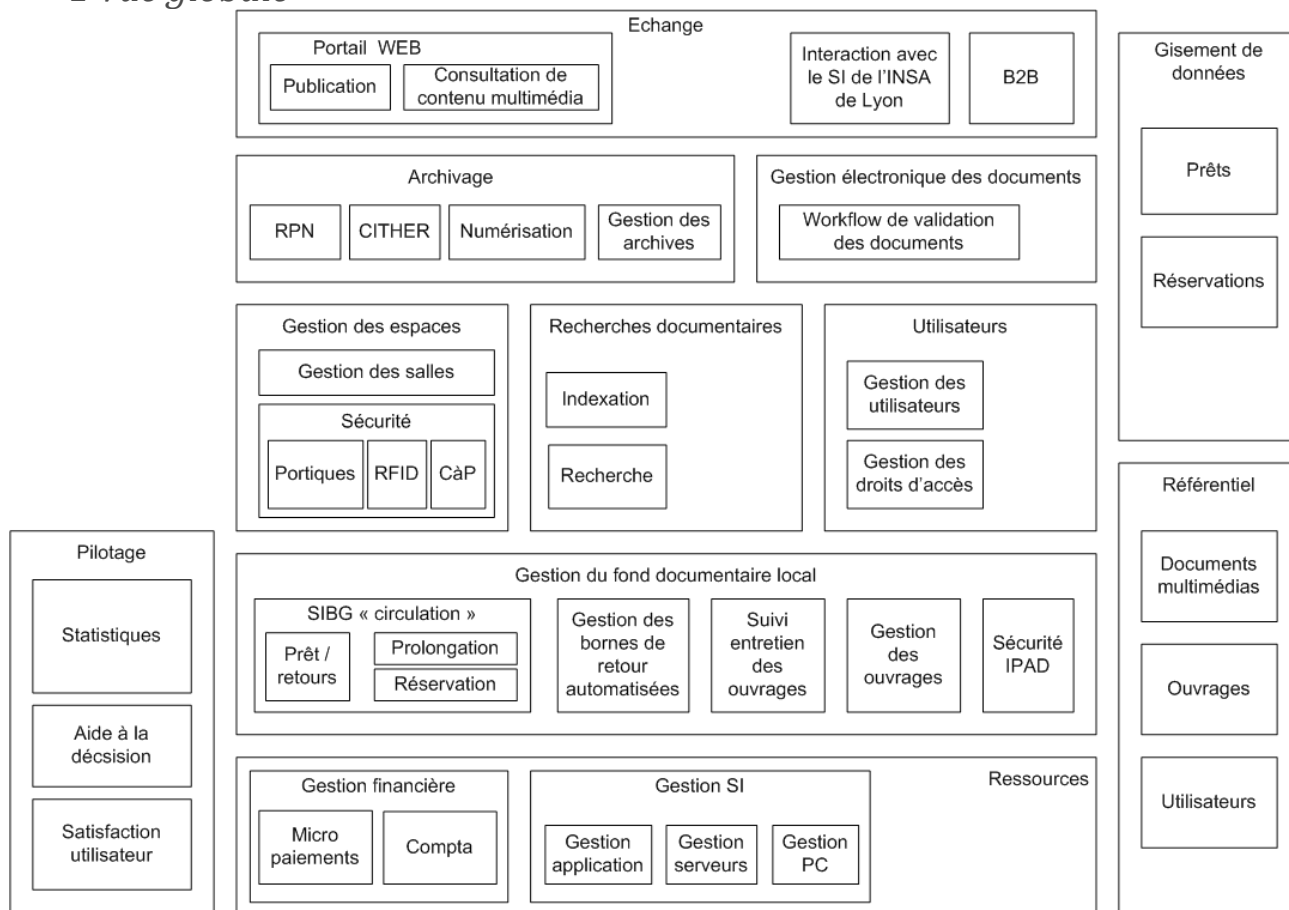 Echange
Portail WEB
Publication
Consultation de
contenu multimédia
Interaction avec
le SI de l'INSA
de Lyon
B2B
Gisement de
données
Prêts
Réservations
Archivage
RPN
CITHER
Numérisation
Gestion des
archives
Gestion électronique des documents
Workflow de validation
des documents
Gestion des espaces
Gestion des salles
Sécurité
Portiques
RFID
CàP
Recherches documentaires
Indexation
Recherche
Utilisateurs
Gestion des
utilisateurs
Gestion des
droits d'accès
Référentiel
Documents
multimédias
Ouvrages
Utilisateurs
Pilotage
Statistiques
Aide à la
décsision
Satisfaction
utilisateur
Gestion du fond documentaire local
SIBG « circulation »
Prêt /
retours
Prolongation
Réservation
Gestion des
bornes de
retour
automatisées
Suivi
entretien
des
ouvrages
Gestion
des
ouvrages
Sécurité
IPAD
Ressources
Gestion financière
Micro
paiements
Compta
Gestion SI
Gestion
application
Gestion
serveurs
Gestion
PC